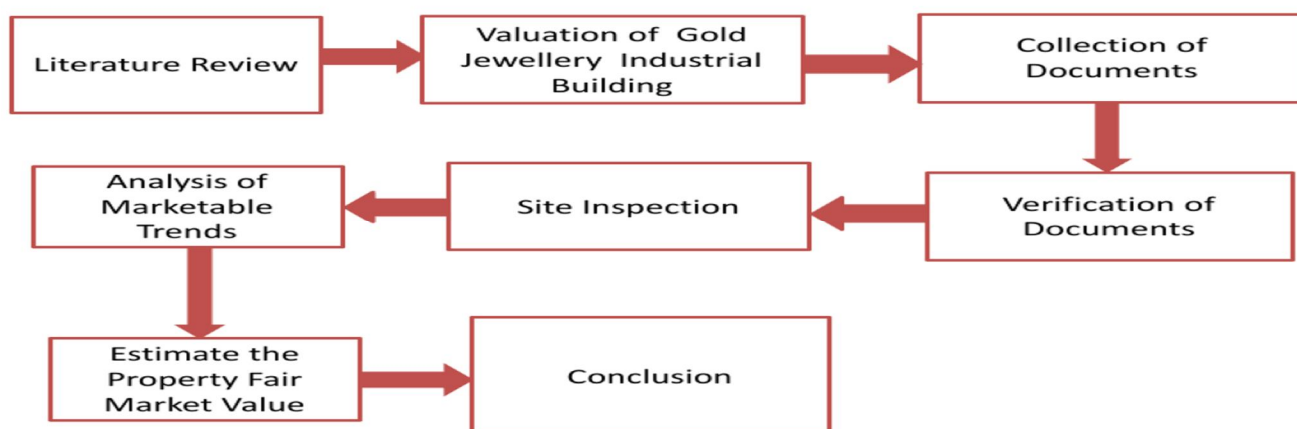 Literature Review
Valuation of Gold
Jewellery Industrial
Building
Collection of
Documents
Verification of
Documents
Site Inspection
Analysis of
Marketable
Trends
Estimate the
Property Fair
Market Value
Conclusion